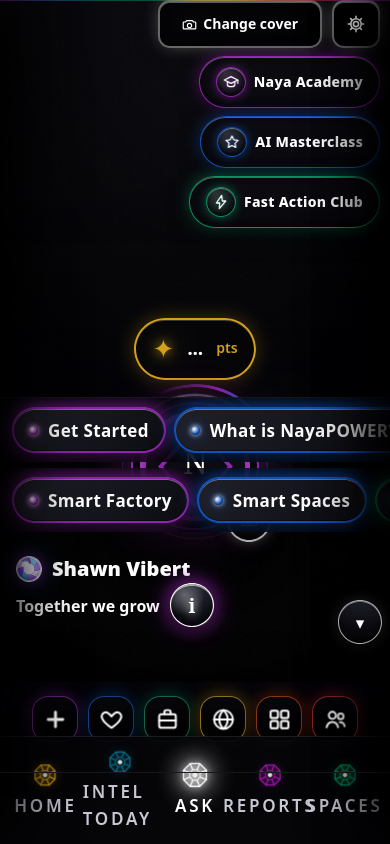 Change cover
Naya Academy
AI Masterclass
Fast Action Club
... pts
Get Started
What is NayaPOWER
N
Smart Factory
Smart Spaces
Shawn Vibert
Together we grow
i
HOME
INTEL
TODAY
ASK
REPORTS
SPACES